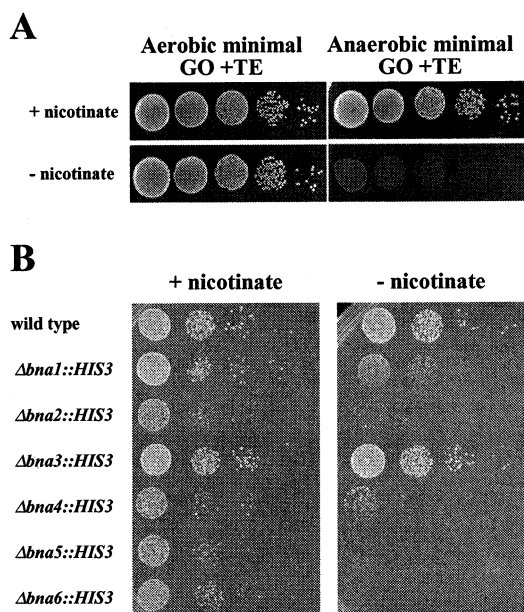 A
Aerobic minimal
GO +TE
Anaerobic minimal
GO +TE
+ nicotinate
- nicotinate
B
+ nicotinate
- nicotinate
wild type
Δbna1::HIS3
Δbna2::HIS3
Δbna3::HIS3
Δbna4::HIS3
Δbna5::HIS3
Δbna6::HIS3